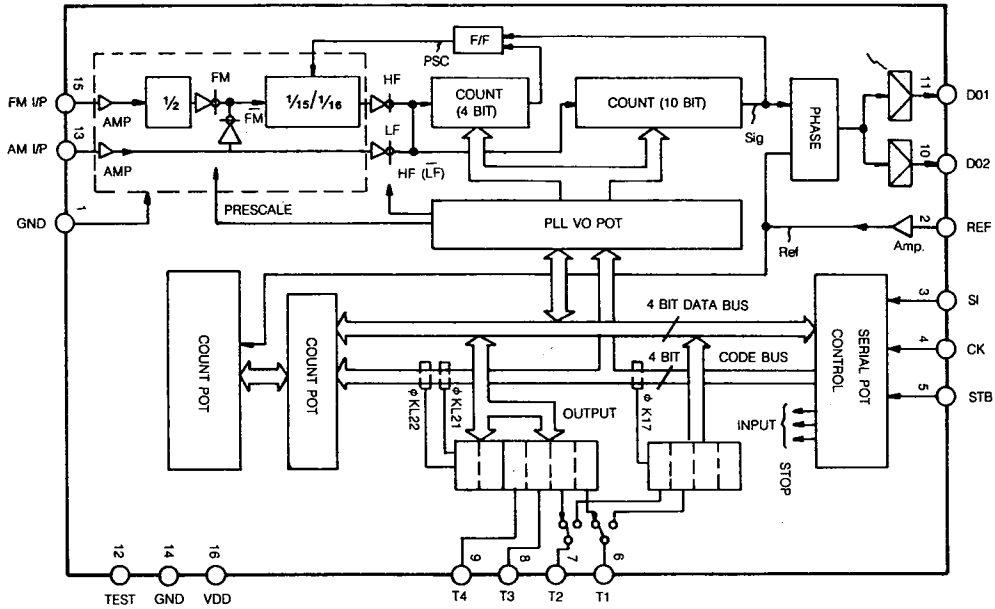 F/F
PSC
15
FM I/P
AMP
1/2
FM
FM
1/15/1/16
HF
COUNT
(4 BIT)
COUNT (10 BIT)
Sig
PHASE
11
DO1
13
AM I/P
AMP
LF
HF (LF)
10
DO2
1
GND
PRESCALE
PLL VO POT
Ref
Amp.
2
REF
COUNT POT
COUNT POT
4 BIT DATA BUS
4 BIT
CODE BUS
SERIAL POT
CONTROL
3
SI
4
CK
5
STB
φ KL22
φ KL21
OUTPUT
φ K17
INPUT
STOP
12
14
16
9
8
7
6
TEST
GND
VDD
T4
T3
T2
T1